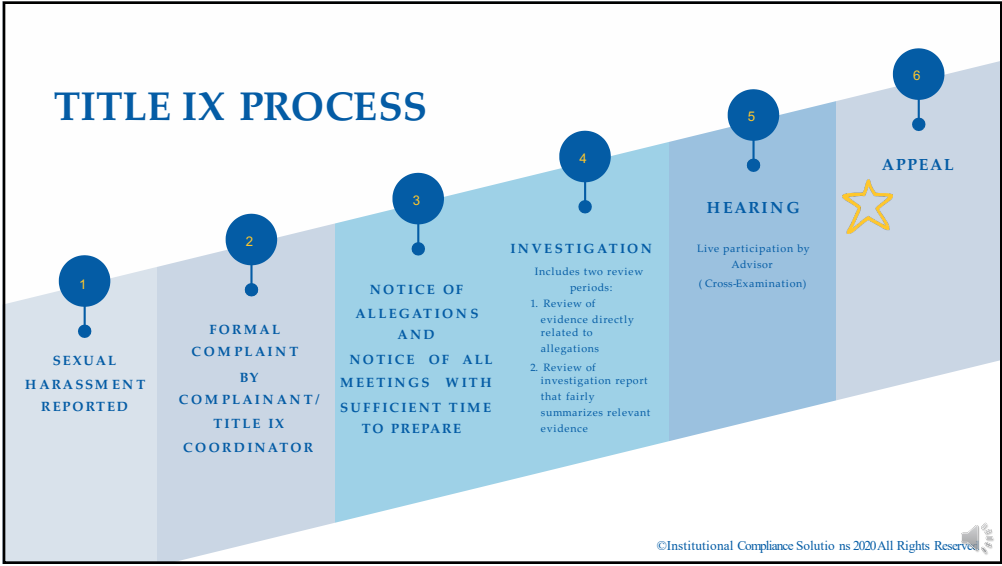 TITLE IX PROCESS
1
SEXUAL
HARASSMENT
REPORTED
2
FORMAL
COMPLAINT
BY
COMPLAINANT/
TITLE IX
COORDINATOR
3
NOTICE OF
ALLEGATIONS
AND
NOTICE OF ALL
MEETINGS WITH
SUFFICIENT TIME
TO PREPARE
4
INVESTIGATION
Includes two review
periods:
1. Review of
evidence directly
related to
allegations
2. Review of
investigation report
that fairly
summarizes relevant
evidence
5
HEARING
Live participation by
Advisor
(Cross-Examination)
6
APPEAL
©Institutional Compliance Solutio ns 2020All Rights Reserved